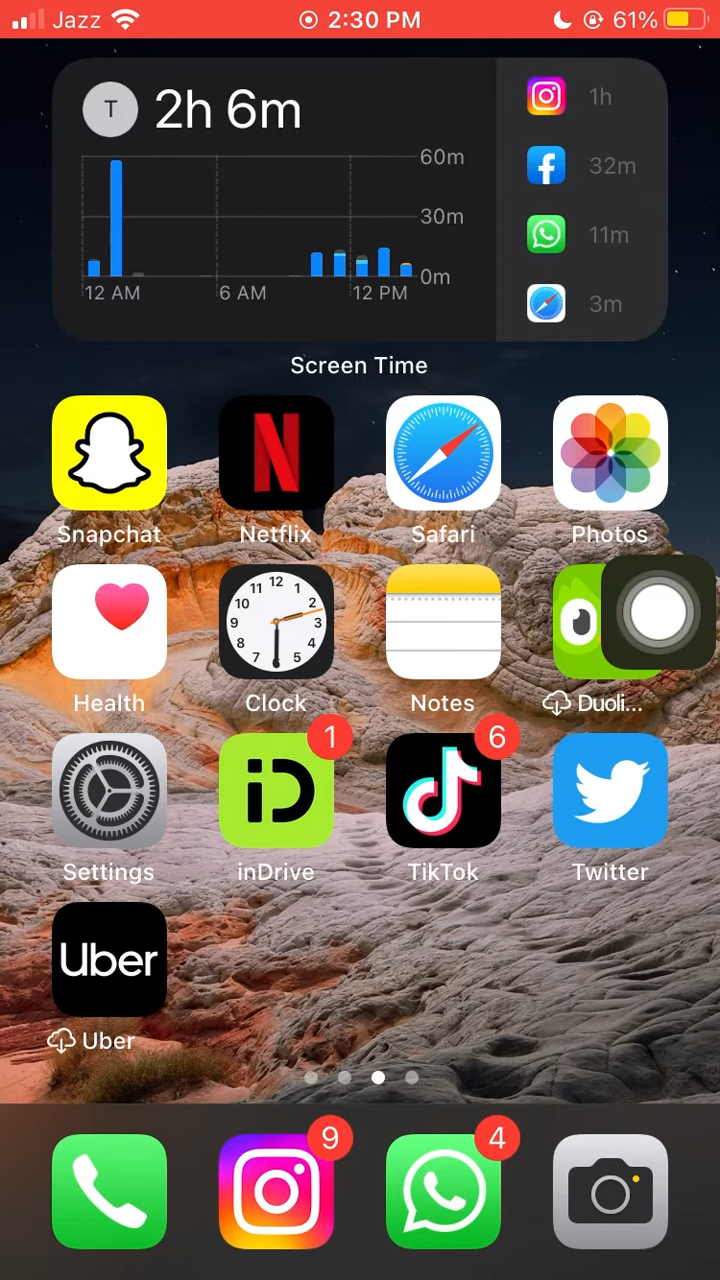 Jazz 2:30 PM 61%
T 2h 6m
60m
30m
0m
12 AM 6 AM 12 PM
1h
32m
11m
3m
Screen Time
Snapchat Netflix Safari Photos
12 1 2 3 4 5 7 8 9 10 11
Health Clock Notes Duoli...
1 6
iD
Settings inDrive TikTok Twitter
Uber
Uber
9 4